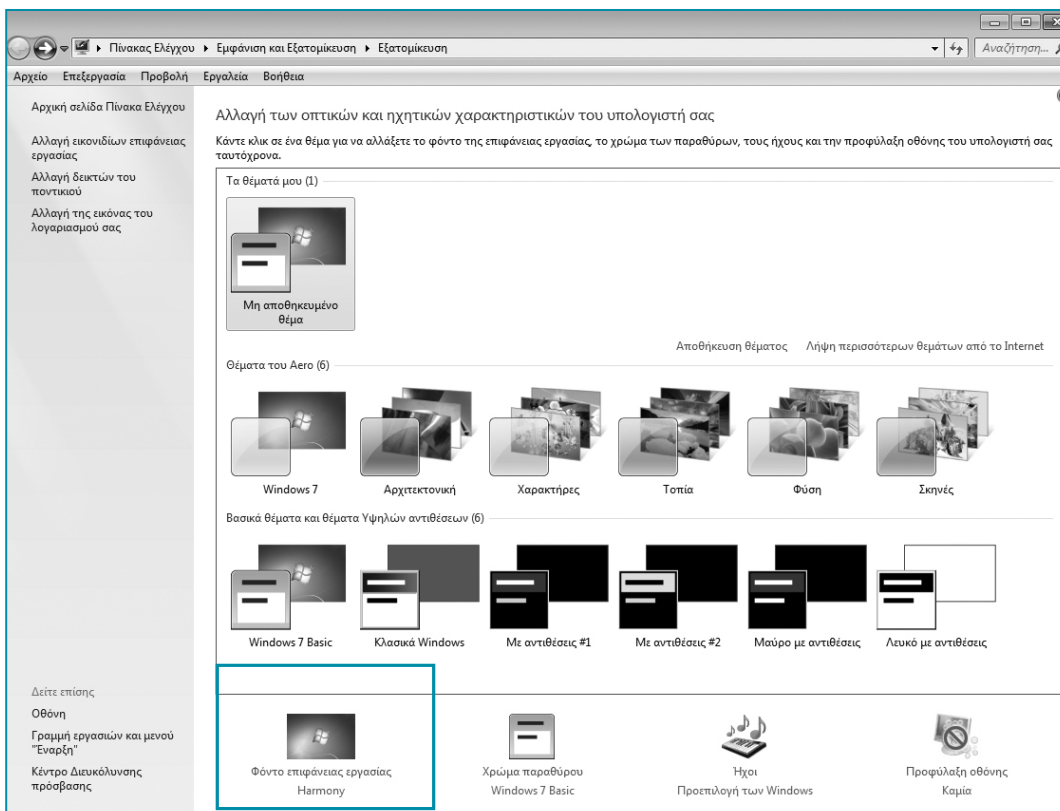 Πίνακας Ελέγχου Εμφάνιση και Εξατομίκευση Εξατομίκευση
Αναζήτηση...
Αρχείο Επεξεργασία Προβολή Εργαλεία Βοήθεια
Αρχική σελίδα Πίνακα Ελέγχου
Αλλαγή εικονιδίων επιφάνειας
εργασίας
Αλλαγή δεικτών του
ποντικιού
Αλλαγή της εικόνας του
λογαριασμού σας
Αλλαγή των οπτικών και ηχητικών χαρακτηριστικών του υπολογιστή σας
Κάντε κλικ σε ένα θέμα για να αλλάξετε το φόντο της επιφάνειας εργασίας, το χρώμα των παραθύρων, τους ήχους και την προφύλαξη οθόνης του υπολογιστή σας
ταυτόχρονα.
Τα θέματά μου (1)
Μη αποθηκευμένο
θέμα
Αποθήκευση θέματος Λήψη περισσότερων θεμάτων από το Internet
Θέματα του Aero (6)
Windows 7 Αρχιτεκτονική Χαρακτήρες Τοπία Φύση Σκηνές
Βασικά θέματα και θέματα Υψηλών αντιθέσεων (6)
Windows 7 Basic Κλασικά Windows Με αντιθέσεις #1 Με αντιθέσεις #2 Μαύρο με αντιθέσεις Λευκό με αντιθέσεις
Δείτε επίσης
Οθόνη
Γραμμή εργασιών και μενού
"Έναρξη"
Κέντρο Διευκόλυνσης
πρόσβασης
Φόντο επιφάνειας εργασίας Χρώμα παραθύρου Ήχοι Προφύλαξη οθόνης
Harmony Windows 7 Basic Προεπιλογή των Windows Καμία